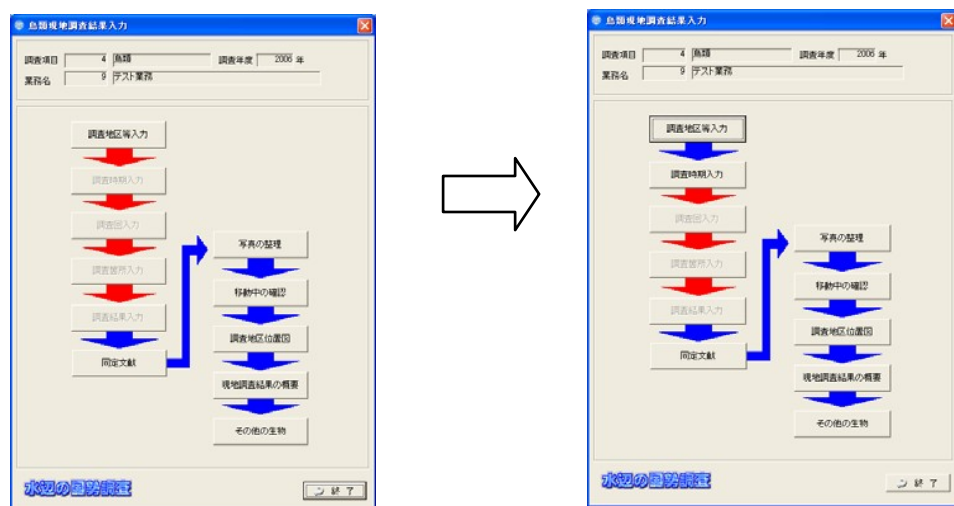 鳥類現地調査結果入力
調査項目 4 鳥類 調査年度 2006 年
業務名 9 テスト業務
調査地区等入力
調査時期入力
調査回入力
調査箇所入力
調査結果入力
同定文献
写真の整理
移動中の確認
調査地区位置図
現地調査結果の概要
その他の生物
水辺の国勢調査
終了
鳥類現地調査結果入力
調査項目 4 鳥類 調査年度 2006 年
業務名 9 テスト業務
調査地区等入力
調査時期入力
調査回入力
調査箇所入力
調査結果入力
同定文献
写真の整理
移動中の確認
調査地区位置図
現地調査結果の概要
その他の生物
水辺の国勢調査
終了